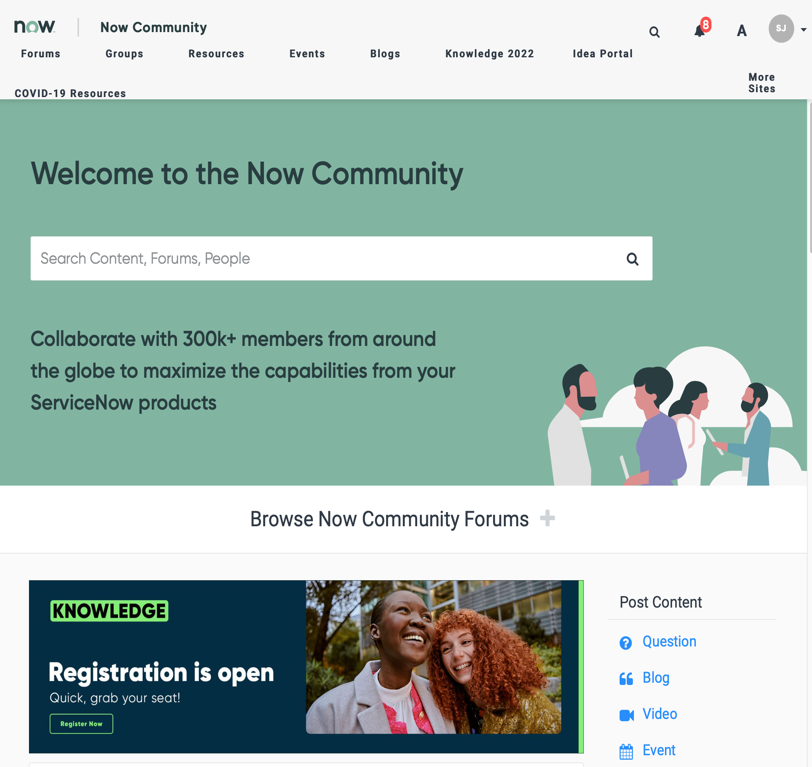 now Now Community
8
A
SJ
Forums Groups Resources Events Blogs Knowledge 2022 Idea Portal
More
Sites
COVID-19 Resources
Welcome to the Now Community
Search Content, Forums, People
Collaborate with 300k+ members from around
the globe to maximize the capabilities from your
ServiceNow products
Browse Now Community Forums
KNOWLEDGE
Registration is open
Quick, grab your seat!
Register Now
Post Content
Question
Blog
Video
Event